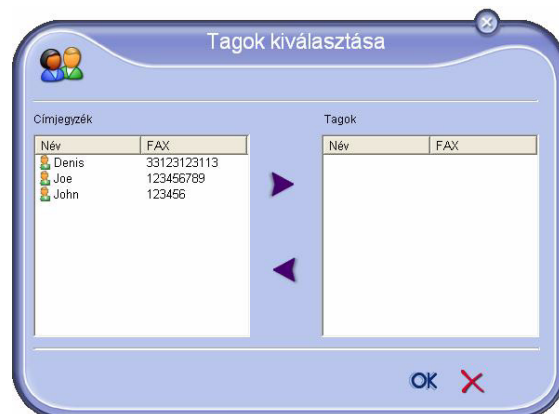 Tagok kiválasztása
Címjegyzék
Név FAX
Denis 33123123113
Joe 123456789
John 123456
Tagok
Név FAX
OK